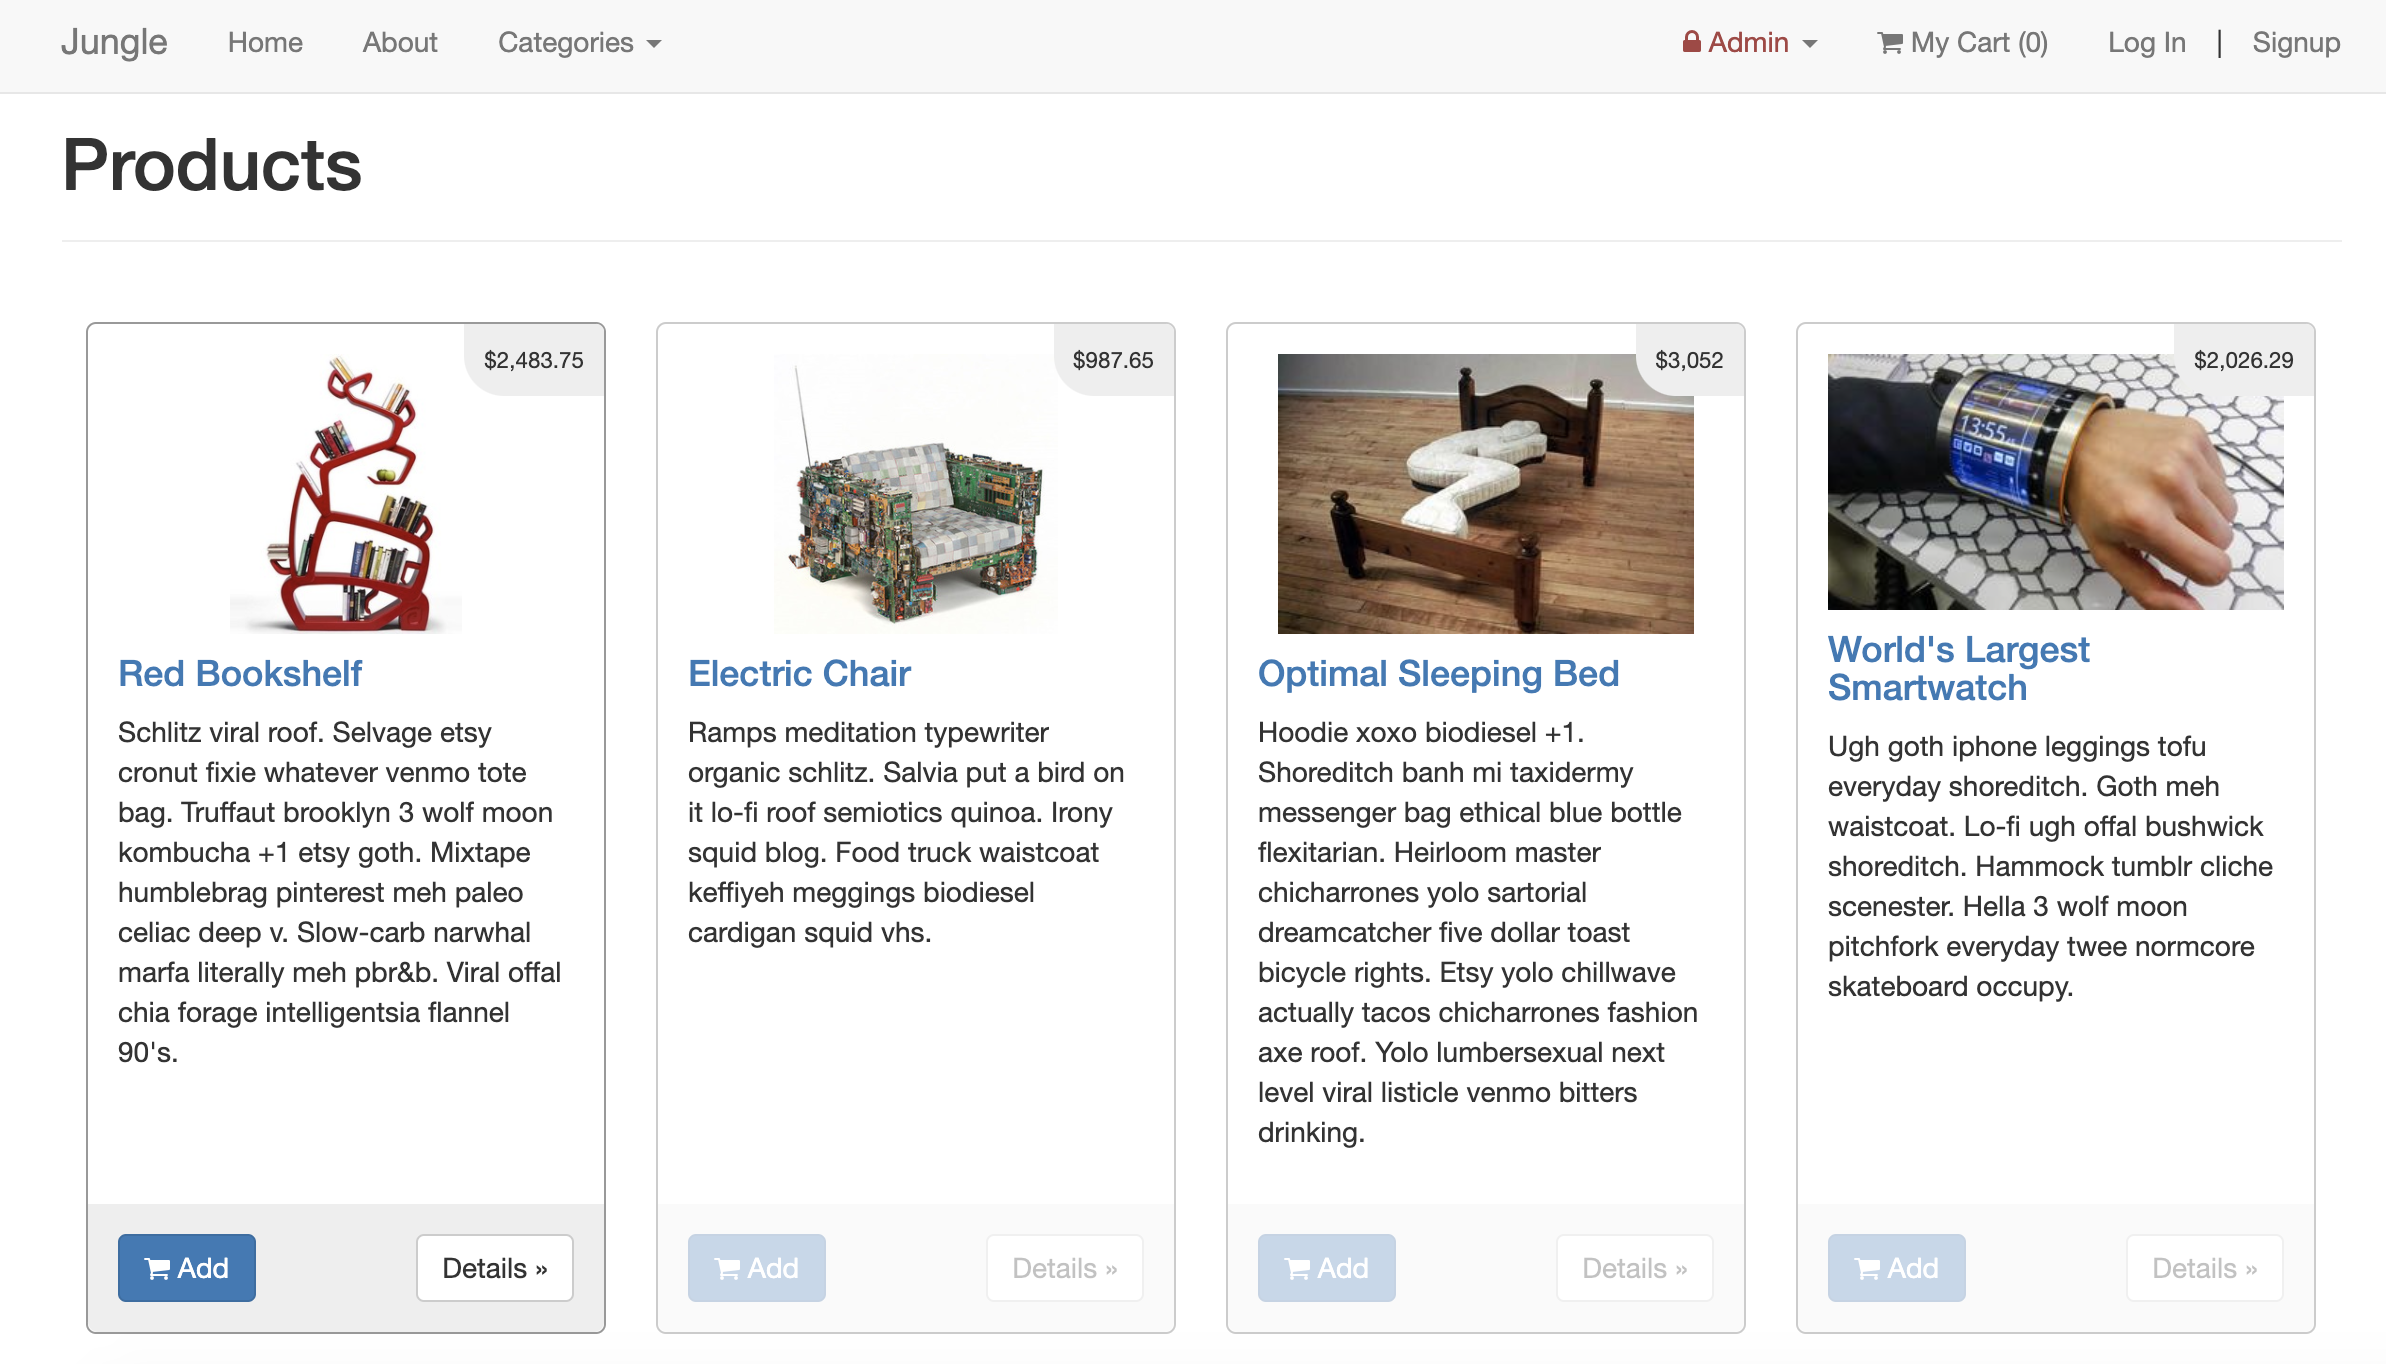 Jungle Home About Categories Admin My Cart (0) Log In | Signup
Products
$2,483.75
Red Bookshelf
Schlitz viral roof. Selvage etsy
cronut fixie whatever venmo tote
bag. Truffaut brooklyn 3 wolf moon
kombucha +1 etsy goth. Mixtape
humblebrag pinterest meh paleo
celiac deep v. Slow-carb narwhal
marfa literally meh pbr&b. Viral offal
chia forage intelligentsia flannel
90's.
Add Details »
$987.65
Electric Chair
Ramps meditation typewriter
organic schlitz. Salvia put a bird on
it lo-fi roof semiotics quinoa. Irony
squid blog. Food truck waistcoat
keffiyeh meggings biodiesel
cardigan squid vhs.
Add Details »
$3,052
Optimal Sleeping Bed
Hoodie xoxo biodiesel +1.
Shoreditch banh mi taxidermy
messenger bag ethical blue bottle
flexitarian. Heirloom master
chicharrones yolo sartorial
dreamcatcher five dollar toast
bicycle rights. Etsy yolo chillwave
actually tacos chicharrones fashion
axe roof. Yolo lumbersexual next
level viral listicle venmo bitters
drinking.
Add Details »
$2,026.29
13:55
World's Largest
Smartwatch
Ugh goth iphone leggings tofu
everyday shoreditch. Goth meh
waistcoat. Lo-fi ugh offal bushwick
shoreditch. Hammock tumblr cliche
scenester. Hella 3 wolf moon
pitchfork everyday twee normcore
skateboard occupy.
Add Details »